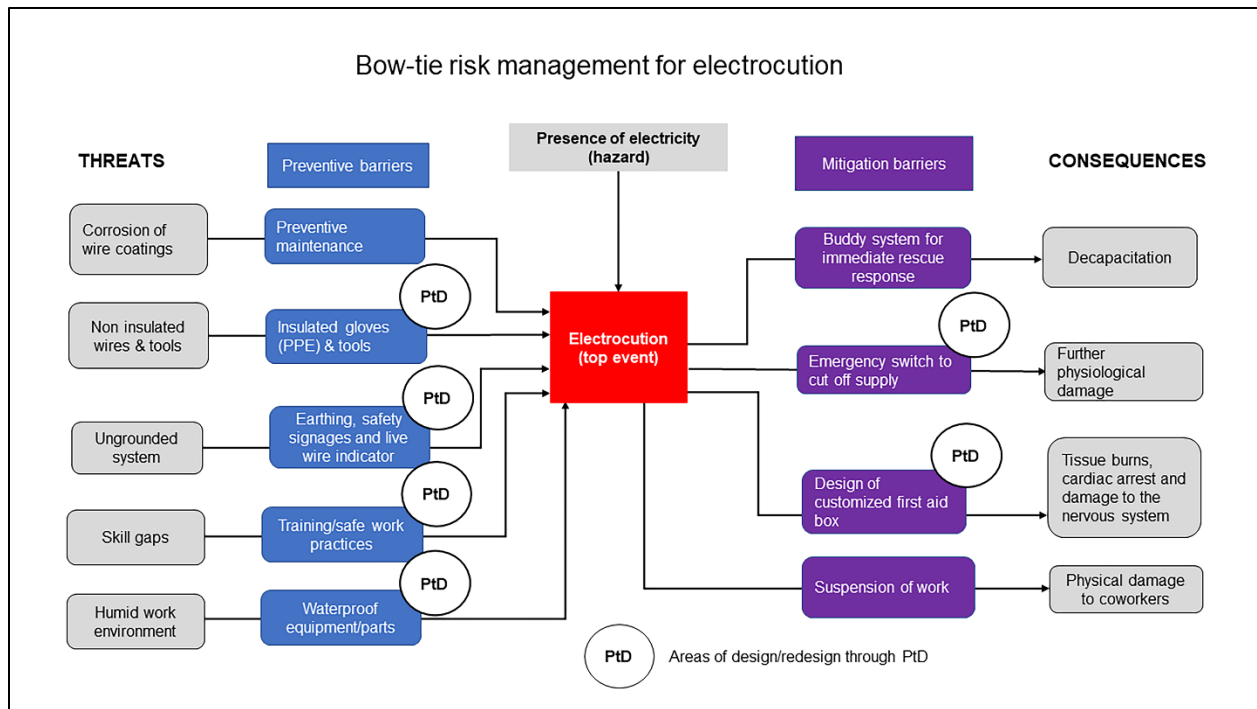 Bow-tie risk management for electrocution
Presence of electricity
(hazard)
THREATS
Preventive barriers
Mitigation barriers
CONSEQUENCES
Corrosion of
wire coatings
Preventive
maintenance
Buddy system for
immediate rescue
response
Decapacitation
PtD
Non insulated
wires & tools
Insulated gloves
(PPE) & tools
Electrocution
(top event)
PtD
Emergency switch to
cut off supply
Further
physiological
damage
PtD
Ungrounded
system
Earthing, safety
signages and live
wire indicator
PtD
Design of
customized first aid
box
Tissue burns,
cardiac arrest and
damage to the
nervous system
PtD
Skill gaps
Training/safe work
practices
PtD
Humid work
environment
Waterproof
equipment/parts
Suspension of work
Physical damage
to coworkers
PtD
Areas of design/redesign through PtD